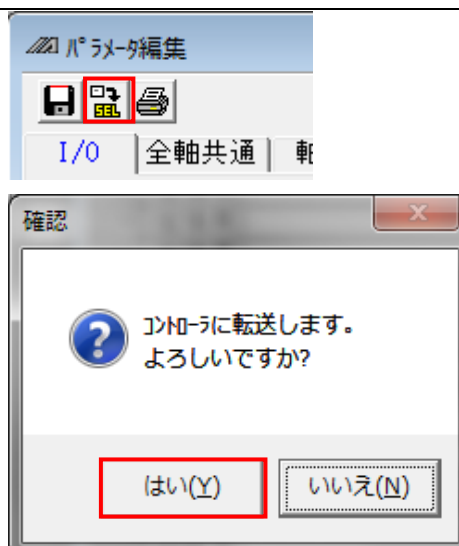 パラメータ編集
SEL
I/O 全軸共通
確認
コントローラに転送します。
よろしいですか?
はい(Y) いいえ(N)